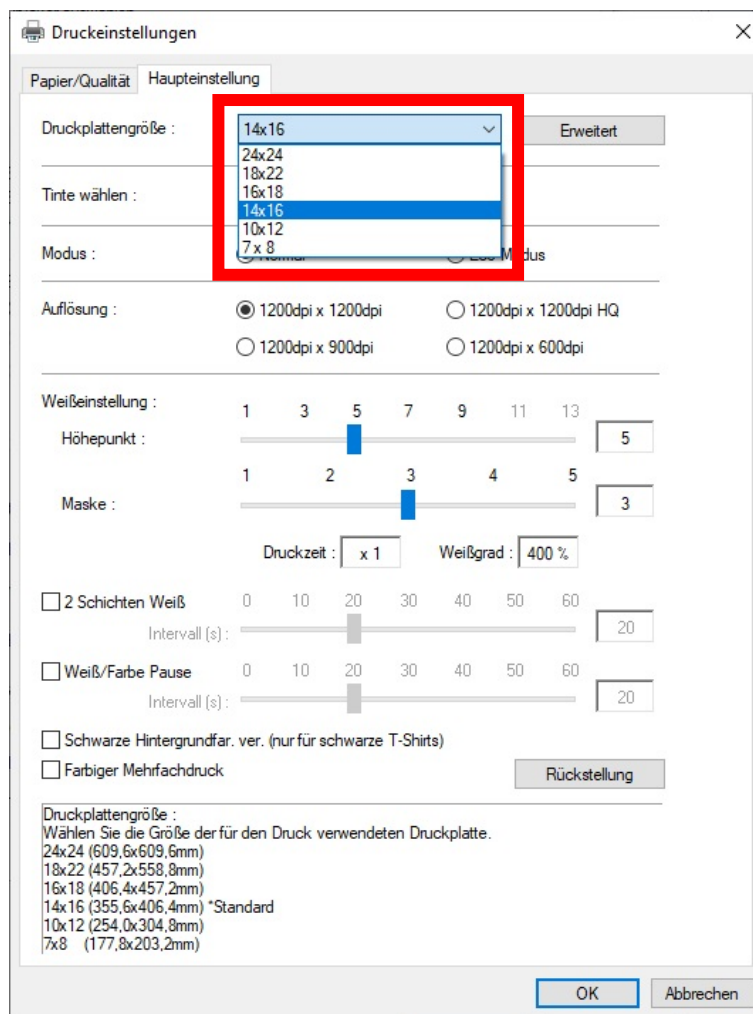 Druckeinstellungen
Papier/Qualität Haupteinstellung
Druckplattengröße : 14x16 Erweitert
24x24
18x22
16x18
14x16
10x12
7 x 8
Tinte wählen :
Modus : Normal Modus
Auflösung : 1200dpi x 1200dpi 1200dpi x 1200dpi HQ
1200dpi x 900dpi 1200dpi x 600dpi
Weißeinstellung :
1 3 5 7 9 11 13
Höhepunkt : 5
1 2 3 4 5
Maske : 3
Druckzeit : x 1 Weißgrad : 400 %
2 Schichten Weiß 0 10 20 30 40 50 60
Intervall (s) : 20
Weiß/Farbe Pause 0 10 20 30 40 50 60
Intervall (s) : 20
Schwarze Hintergrundfar. ver. (nur für schwarze T-Shirts)
Farbiger Mehrfachdruck Rückstellung
Druckplattengröße :
Wählen Sie die Größe der für den Druck verwendeten Druckplatte.
24x24 (609,6x609,6mm)
18x22 (457,2x558,8mm)
16x18 (406,4x457,2mm)
14x16 (355,6x406,4mm) *Standard
10x12 (254,0x304,8mm)
7x8 (177,8x203,2mm)
OK Abbrechen